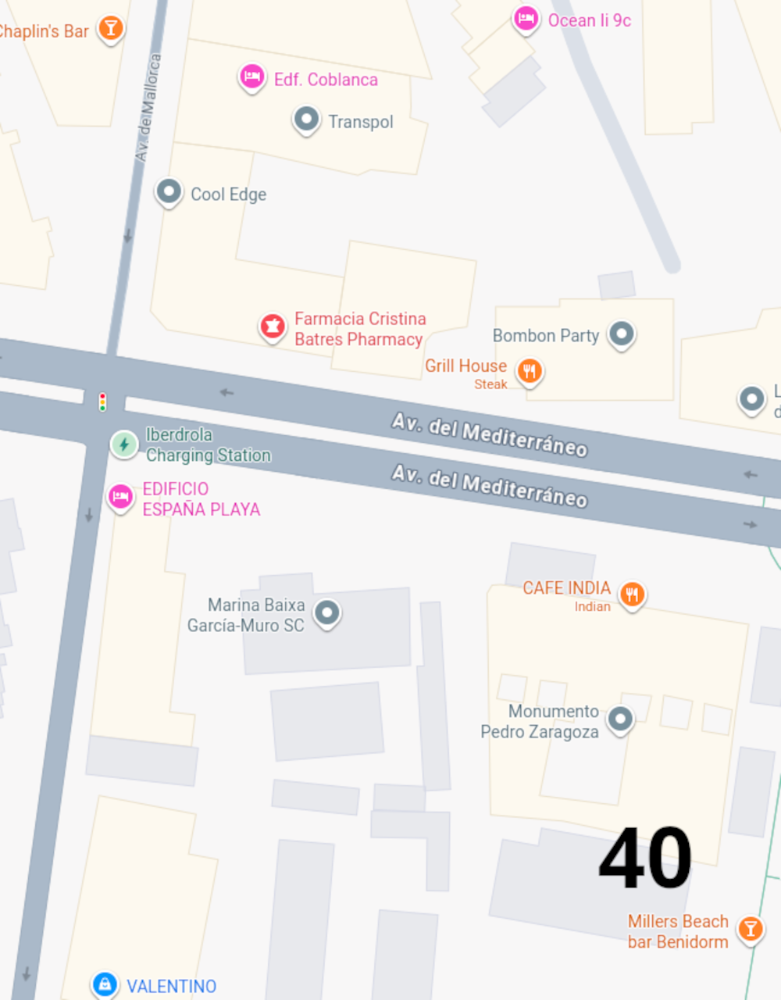 Chaplin's Bar
Ocean Ii 9c
Av. de Mallorca
Edf. Coblanca
Transpol
Cool Edge
Farmacia Cristina
Batres Pharmacy
Bombon Party
Grill House
Steak
Av. del Mediterráneo
Iberdrola
Charging Station
Av. del Mediterráneo
EDIFICIO
ESPAÑA PLAYA
CAFE INDIA
Indian
Marina Baixa
García-Muro SC
Monumento
Pedro Zaragoza
40
Millers Beach
bar Benidorm
VALENTINO